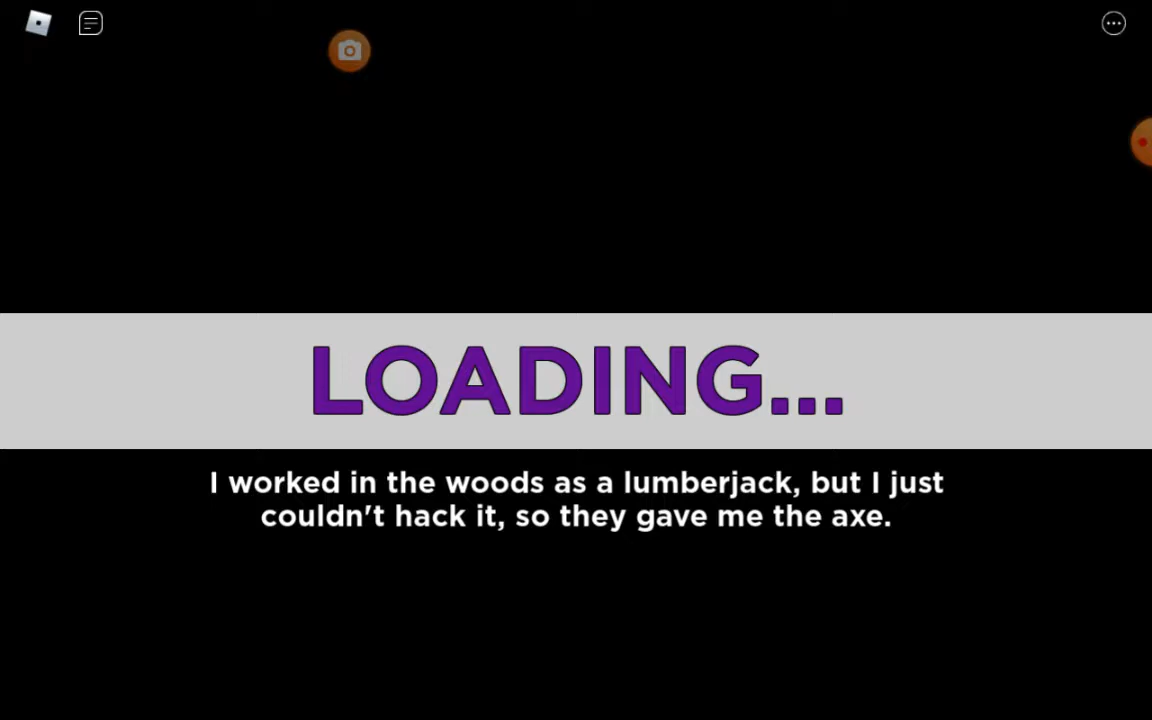 LOADING...
I worked in the woods as a lumberjack, but I just
couldn't hack it, so they gave me the axe.